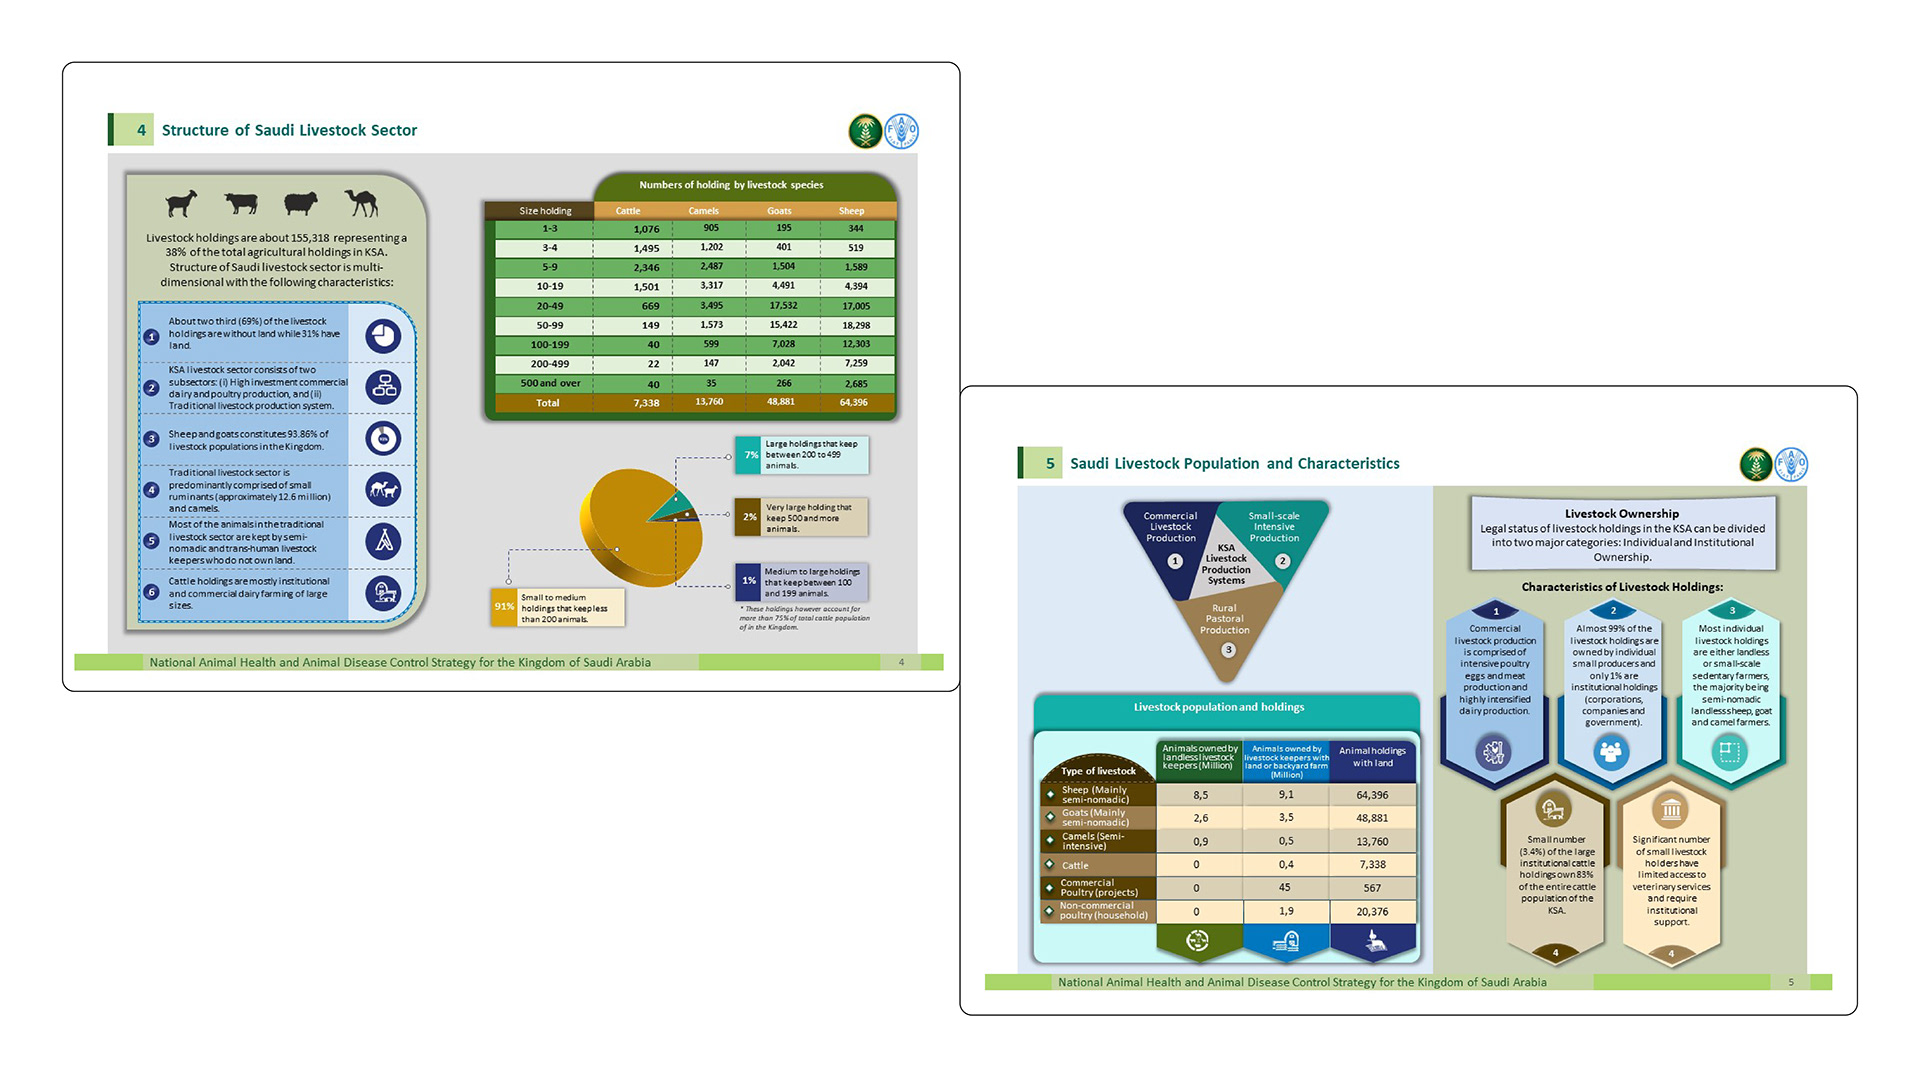 4
Structure of Saudi Livestock Sector
F A O
Livestock holdings are about 155,318 representing a
38% of the total agricultural holdings in KSA.
Structure of Saudi livestock sector is multi-
dimensional with the following characteristics:
1
About two third (69%) of the livestock
holdings are without land while 31% have
land.
2
KSA livestock sector consists of two
subsectors: (i) High investment commercial
dairy and poultry production, and (ii)
Traditional livestock production system.
3
Sheep and goats constitutes 93.86% of
livestock populations in the Kingdom.
4
Traditional livestock sector is
predominantly comprised of small
ruminants (approximately 12.6 million)
and camels.
5
Most of the animals in the traditional
livestock sector are kept by semi-
nomadic and trans-human livestock
keepers who do not own land.
6
Cattle holdings are mostly institutional
and commercial dairy farming of large
sizes.
Numbers of holding by livestock species
Size holding Cattle Camels Goats Sheep
1-3 1,076 905 195 344
3-4 1,495 1,202 401 519
5-9 2,346 2,487 1,504 1,589
10-19 1,501 3,317 4,491 4,394
20-49 669 3,495 17,532 17,005
50-99 149 1,573 15,422 18,298
100-199 40 599 7,028 12,303
200-499 22 147 2,042 7,259
500 and over 40 35 266 2,685
Total 7,338 13,760 48,881 64,396
7%
Large holdings that keep
between 200 to 499
animals.
2%
Very large holding that
keep 500 and more
animals.
1%
Medium to large holdings
that keep between 100
and 199 animals.
91%
Small to medium
holdings that keep less
than 200 animals.
* These holdings however account for
more than 75% of total cattle population
of in the Kingdom.
National Animal Health and Animal Disease Control Strategy for the Kingdom of Saudi Arabia
4
5
Saudi Livestock Population and Characteristics
F A O
Commercial
Livestock
Production
1
Small-scale
Intensive
Production
2
KSA
Livestock
Production
Systems
Rural
Pastoral
Production
3
Livestock population and holdings
Type of livestock
Animals owned by
landless livestock
keepers (Million)
Animals owned by
livestock keepers with
land or backyard farm
(Million)
Animal holdings
with land
Sheep (Mainly
semi-nomadic)
8,5 9,1 64,396
Goats (Mainly
semi-nomadic)
2,6 3,5 48,881
Camels (Semi-
intensive)
0,9 0,5 13,760
Cattle
0 0,4 7,338
Commercial
Poultry (projects)
0 45 567
Non-commercial
poultry (household)
0 1,9 20,376
Livestock Ownership
Legal status of livestock holdings in the KSA can be divided
into two major categories: Individual and Institutional
Ownership.
Characteristics of Livestock Holdings:
1
Commercial
livestock production
is comprised of
intensive poultry
eggs and meat
production and
highly intensified
dairy production.
2
Almost 99% of the
livestock holdings are
owned by individual
small producers and
only 1% are
institutional holdings
(corporations,
companies and
government).
3
Most individual
livestock holdings
are either landless
or small-scale
sedentary farmers,
the majority being
semi-nomadic
landless sheep, goat
and camel farmers.
Small number
(3.4%) of the large
institutional cattle
holdings own 83%
of the entire cattle
population of the
KSA.
4
Significant number
of small livestock
holders have
limited access to
veterinary services
and require
institutional
support.
4
National Animal Health and Animal Disease Control Strategy for the Kingdom of Saudi Arabia
5